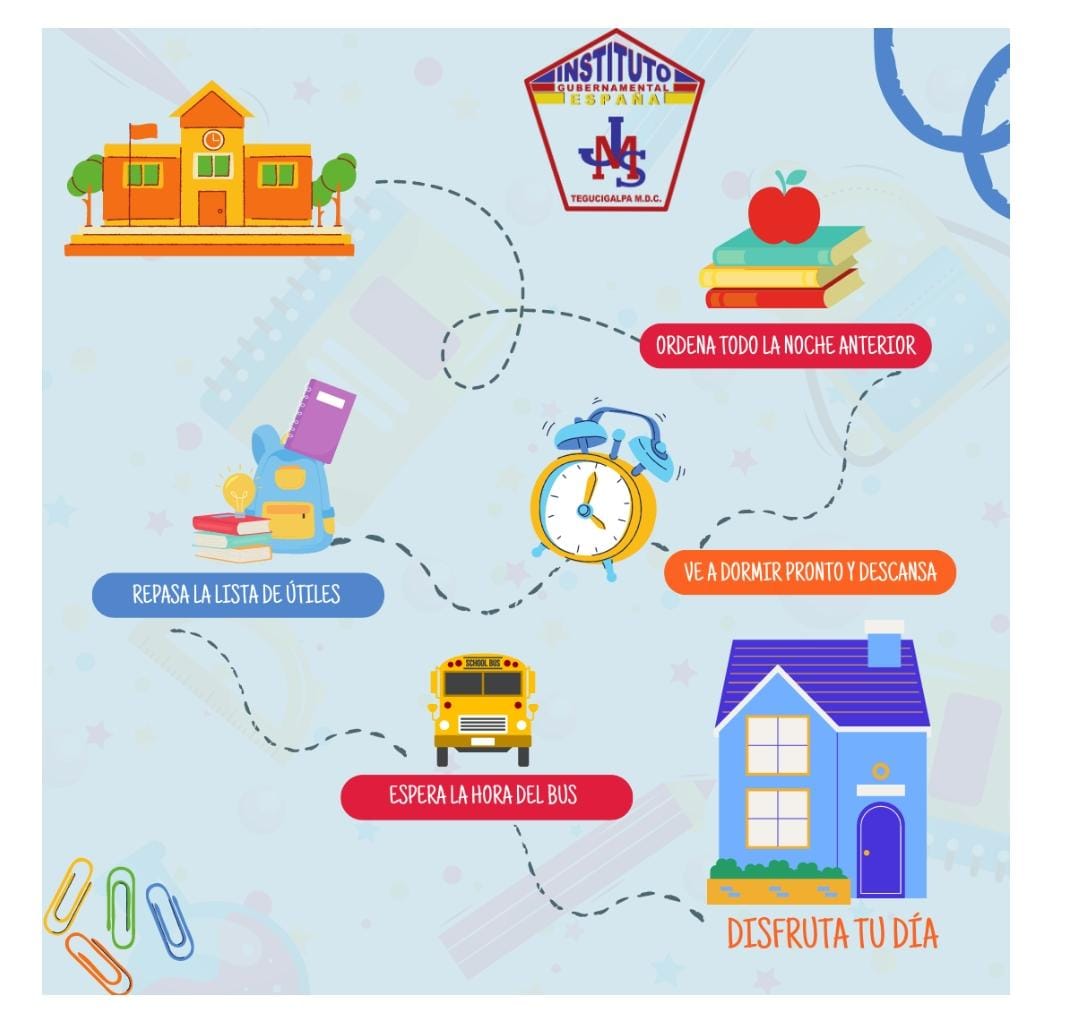 INSTITUTO
GUBERNAMENTAL
ESPAÑA
JMS
TEGUCIGALPA M.D.C.
ORDENA TODO LA NOCHE ANTERIOR
VE A DORMIR PRONTO Y DESCANSA
REPASA LA LISTA DE ÚTILES
SCHOOL BUS
ESPERA LA HORA DEL BUS
DISFRUTA TU DÍA